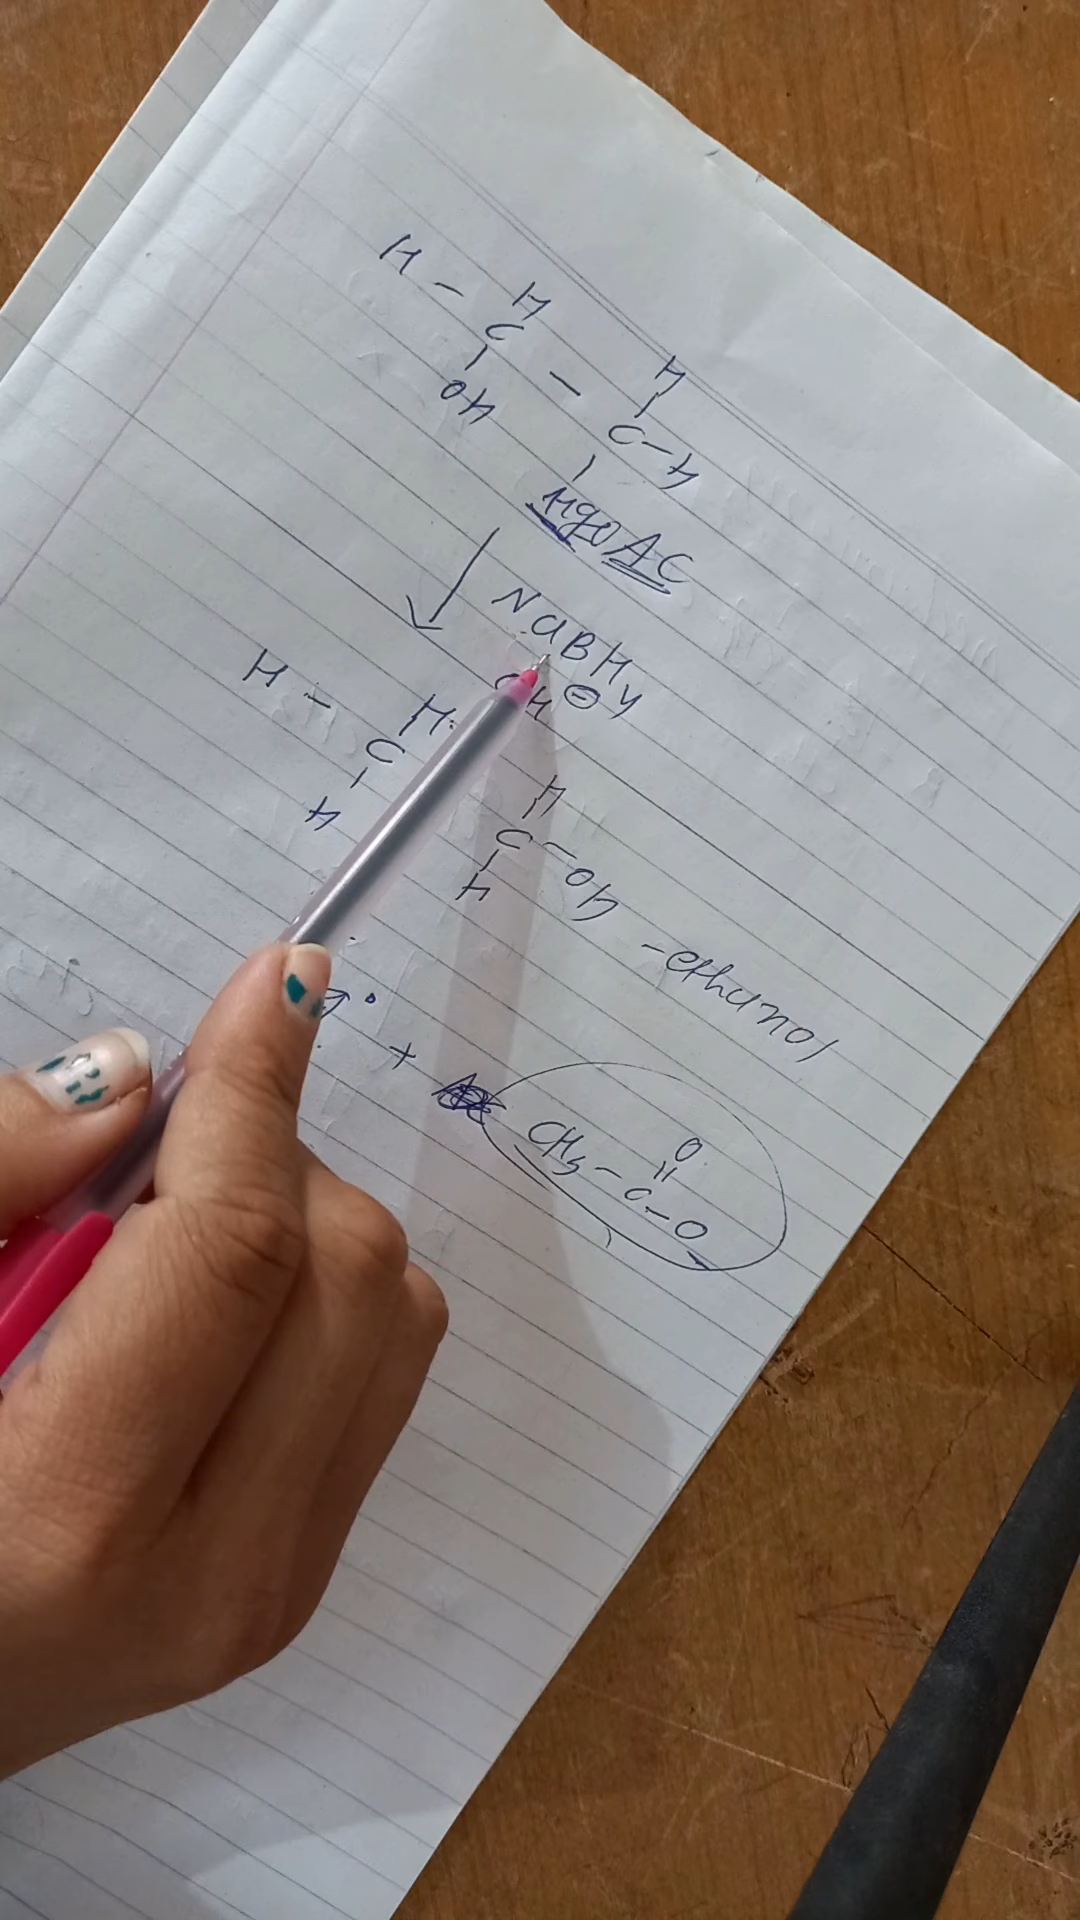 H - C - C - H
H H
OH HgOAC
NaBH4
OH ⊖
H - C C - OH - ethanol
H H
H H
° + CH3 - C - O
O